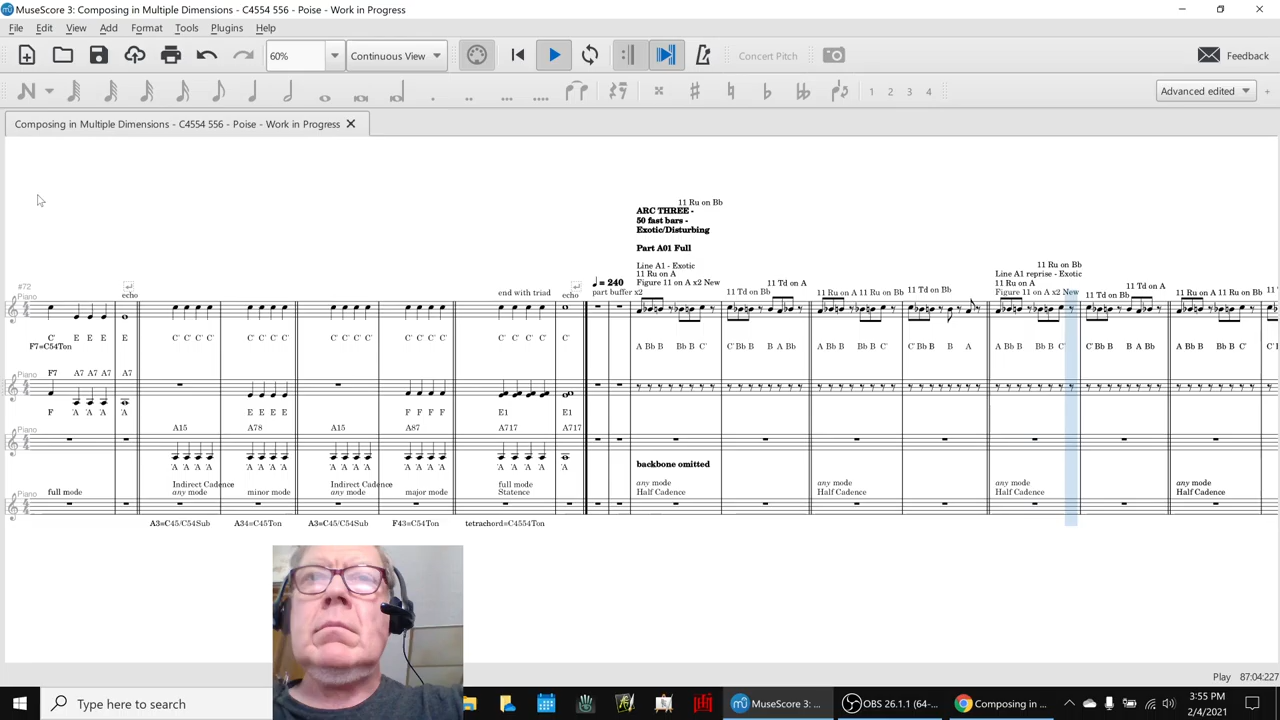 MuseScore 3: Composing in Multiple Dimensions - C4554 556 - Poise - Work in Progress
File Edit View Add Format Tools Plugins Help
60% Continuous View Concert Pitch Feedback
1 2 3 4 Advanced edited +
Composing in Multiple Dimensions - C4554 556 - Poise - Work in Progress
11 Ru on Bb
ARC THREE -
50 fast bars -
Exotic/Disturbing
Part A01 Full
Line A1 - Exotic
11 Ru on A
Figure 11 on A x2 New
11 Ru on Bb
Line A1 reprise - Exotic
11 Ru on A
Figure 11 on A x2 New
#72
Piano
echo
end with triad
echo
= 240
part buffer x2
11 Td on Bb
11 Td on A
11 Ru on A 11 Ru on Bb
11 Td on Bb
11 Td on Bb
11 Td on A
11 Ru on A 11 Ru on Bb
C' E E E E C' C' C' C' C' C' C' C' C' C' C' C' C' C' C' C' C' C' C' C' C'
F7=C54Ton
A Bb B Bb B C' C' Bb B B A Bb A Bb B Bb B C' C' Bb B B A A Bb B Bb B C' C' Bb B B A Bb A Bb B Bb B C'
Piano
F7 A7 A7 A7 A7
F A A A A E E E E F F F F E1 E1
Piano
A15 A78 A15 A87 A717 A717
A A A A A A A A A A A A A A A A A A A A A
backbone omitted
Indirect Cadence
Indirect Cadence
full mode
any mode
Half Cadence
any mode
Half Cadence
any mode
Half Cadence
any mode
Half Cadence
Piano
full mode any mode minor mode any mode major mode Statence
A3=C45/C54Sub A34=C45Ton A3=C45/C54Sub F43=C54Ton tetrachord=C4554Ton
Play 87:04:227
Type here to search
MuseScore 3: ...
OBS 26.1.1 (64-...
Composing in ...
3:55 PM
2/4/2021